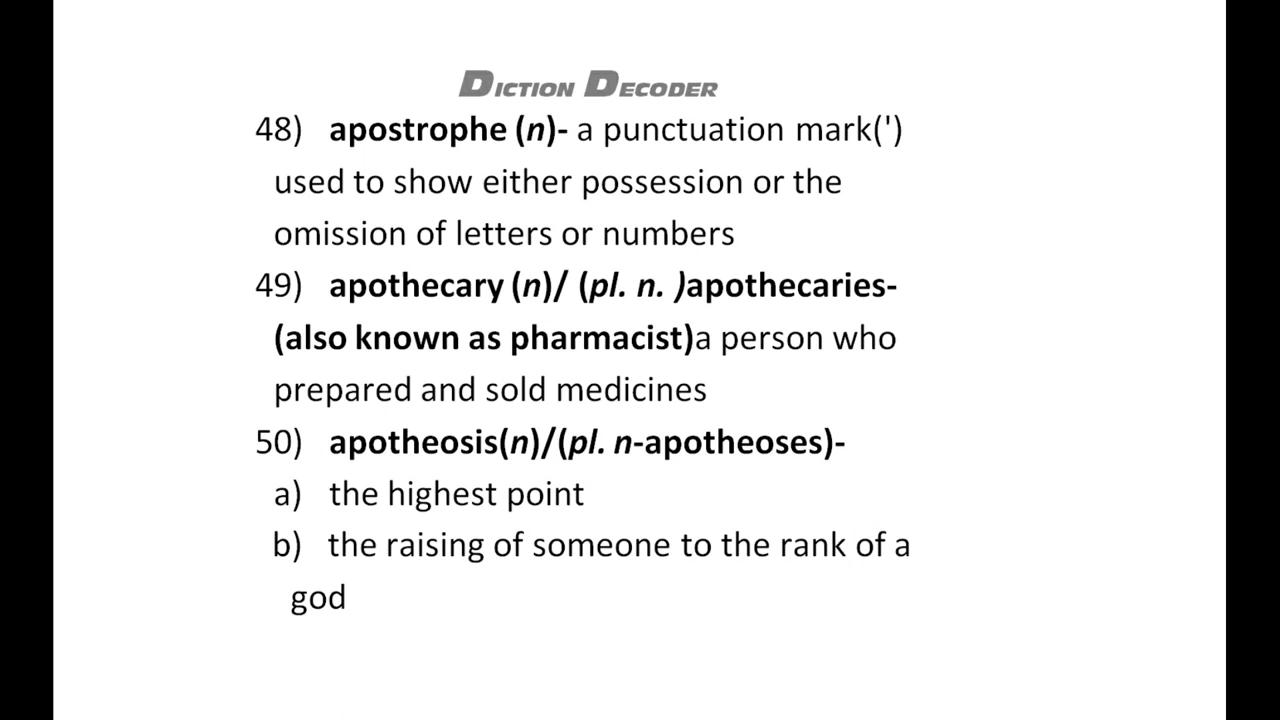 DICTION DECODER
48) apostrophe (n)- a punctuation mark(')
used to show either possession or the
omission of letters or numbers
49) apothecary (n)/ (pl. n. )apothecaries-
(also known as pharmacist)a person who
prepared and sold medicines
50) apotheosis(n)/(pl. n-apotheoses)-
a) the highest point
b) the raising of someone to the rank of a
god